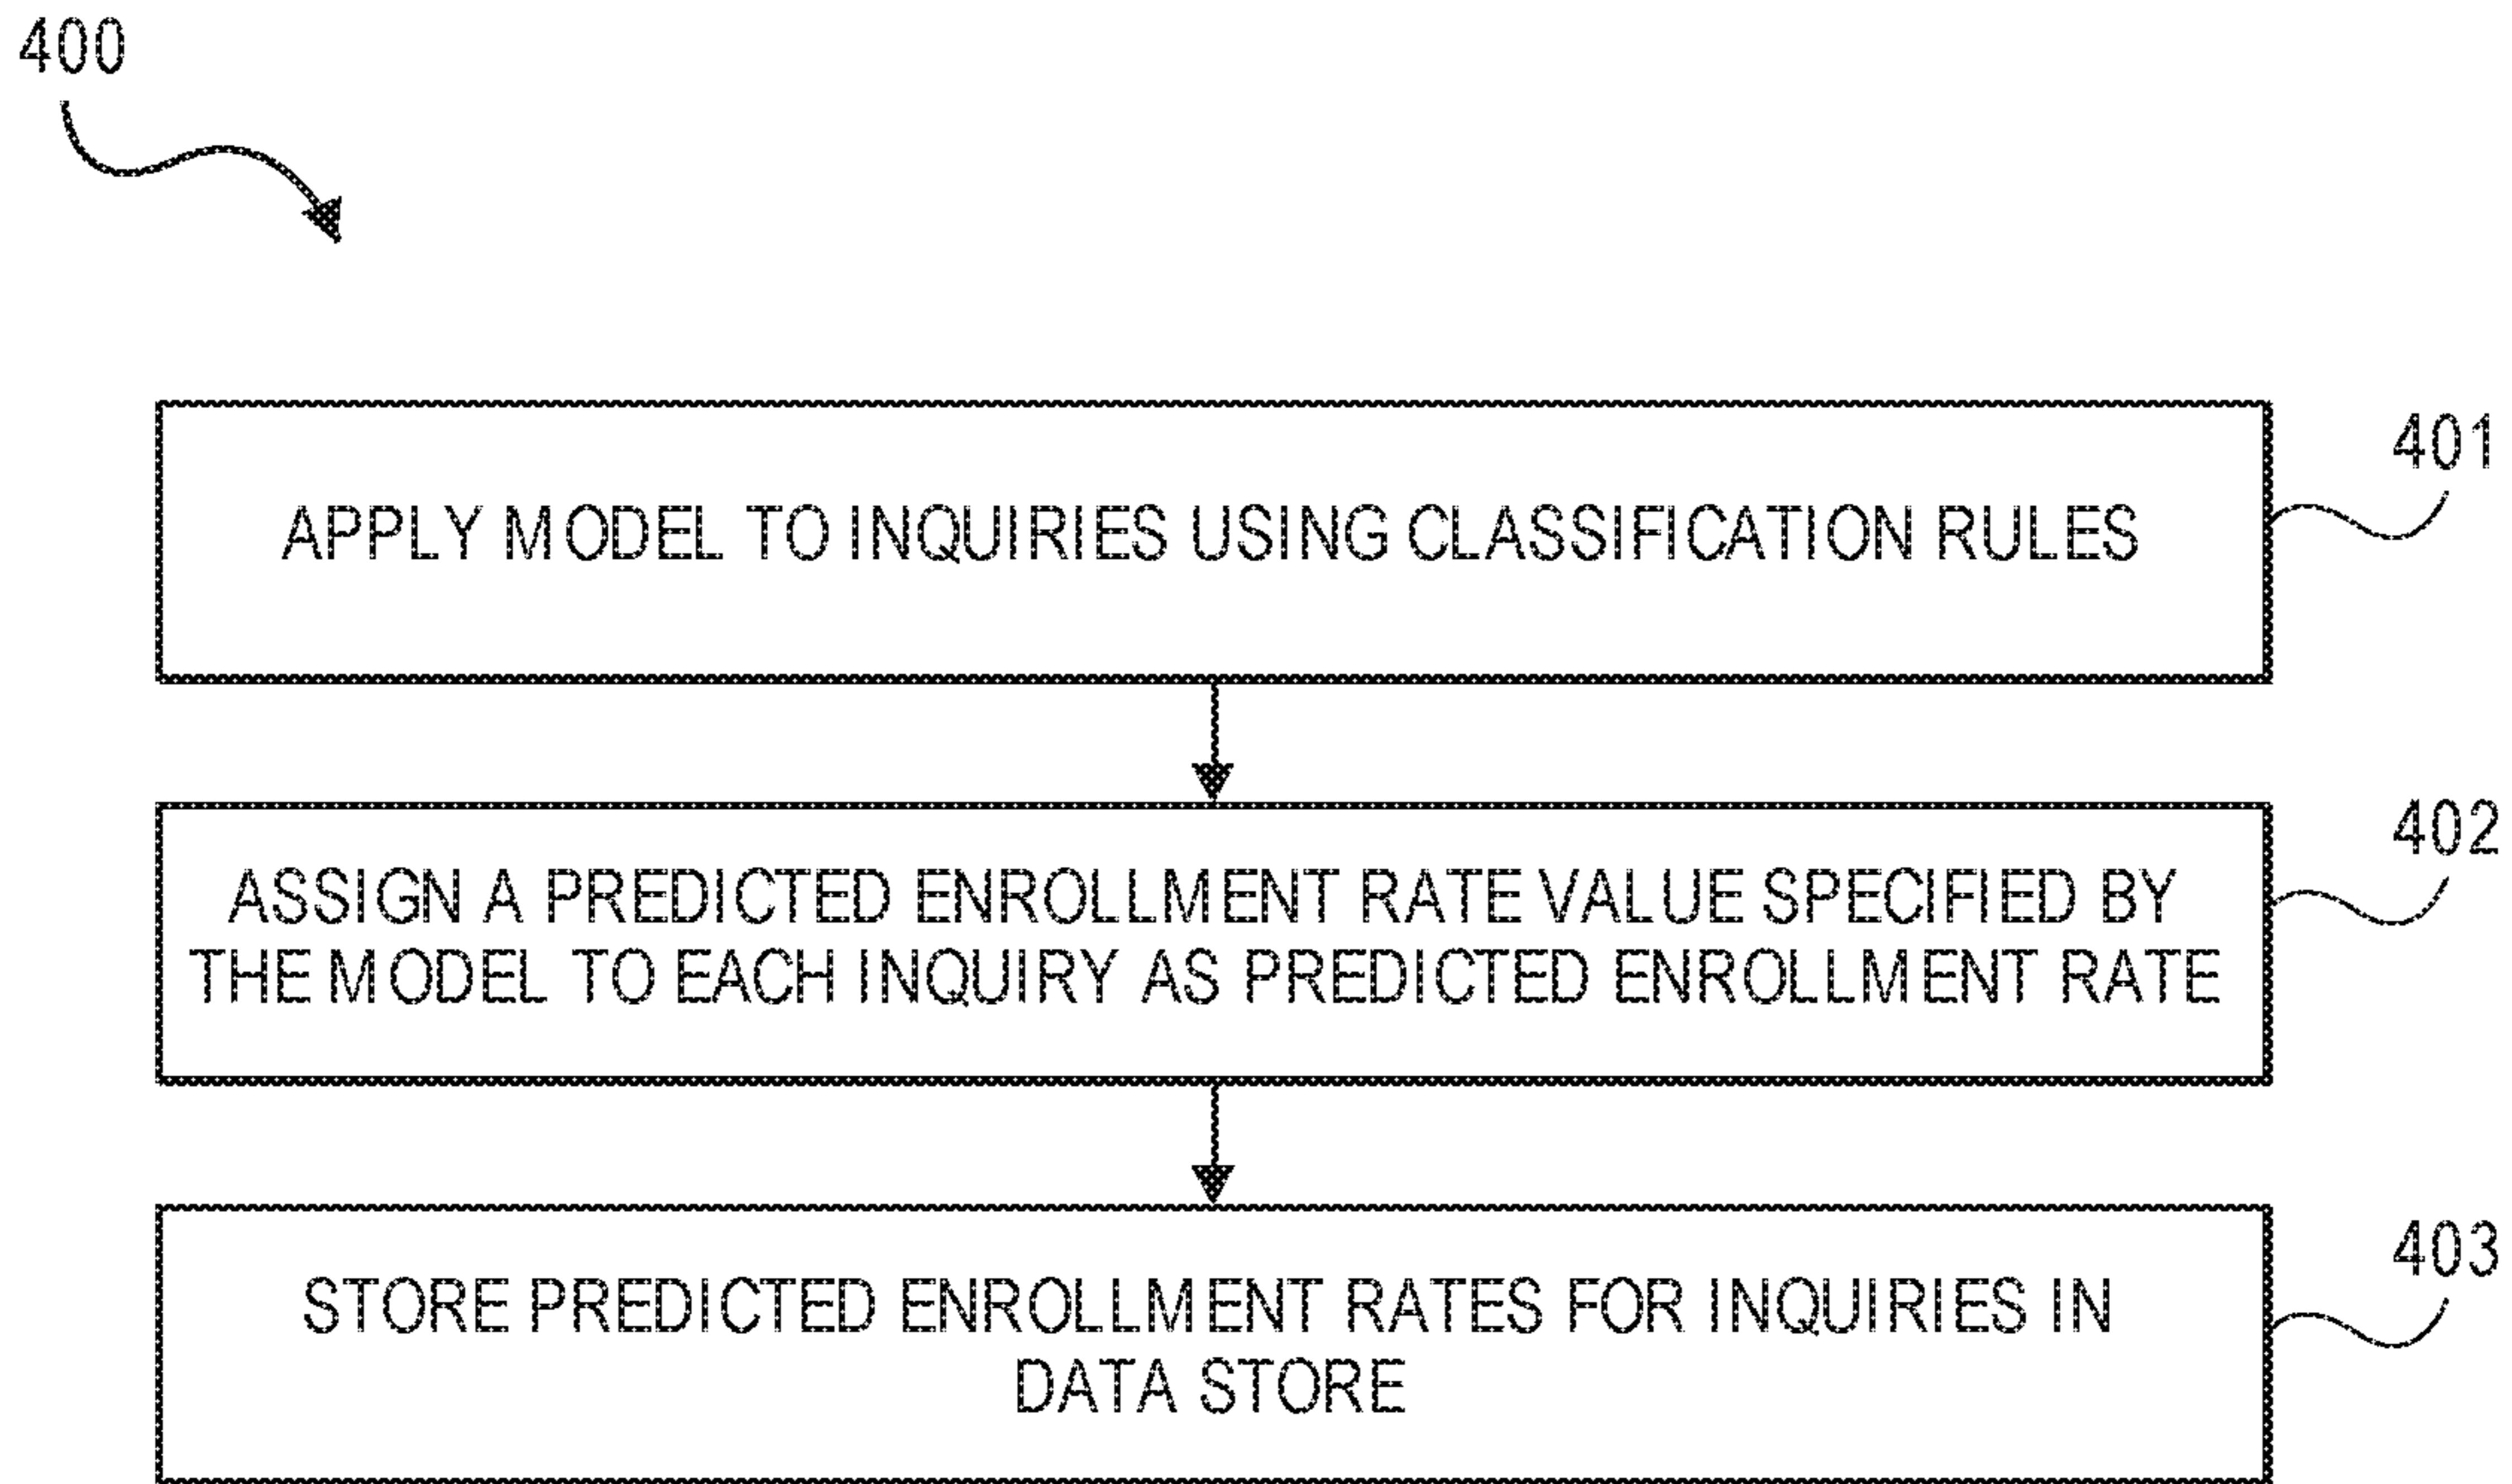 400
APPLY MODEL TO INQUIRIES USING CLASSIFICATION RULES
401
ASSIGN A PREDICTED ENROLLMENT RATE VALUE SPECIFIED BY
THE MODEL TO EACH INQUIRY AS PREDICTED ENROLLMENT RATE
402
STORE PREDICTED ENROLLMENT RATES FOR INQUIRIES IN
DATA STORE
403